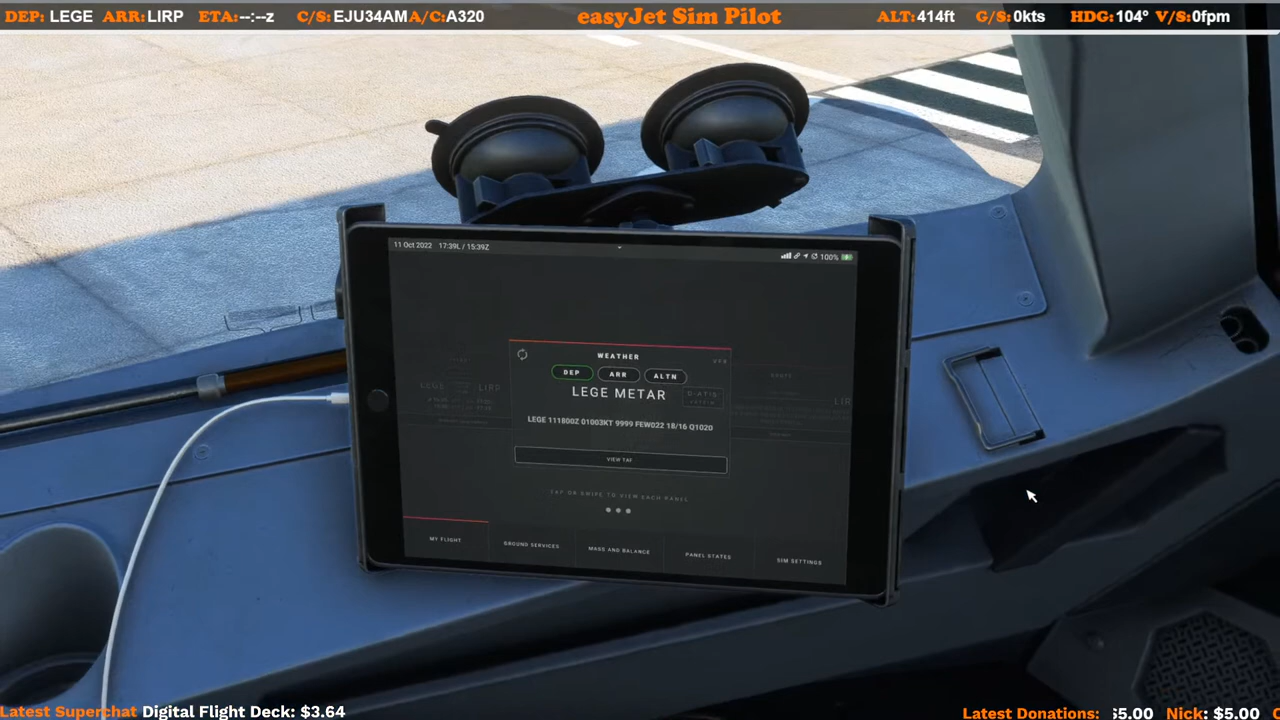 DEP: LEGE ARR: LIRP ETA:--:--z C/S: EJU34AM A/C: A320 easyJet Sim Pilot ALT: 414ft G/S: 0kts HDG: 104° V/S: 0fpm
11 Oct 2022 17:39L / 15:39Z
100%
WEATHER
VFR
DEP ARR ALTN
LEGE LIRP
LEGE METAR
D-ATIS
LEGE 111800Z 01003KT 9999 FEW022 18/16 Q1020
VIEW TAF
TAP OR SWIPE TO VIEW EACH PANEL
MY FLIGHT
GROUND SERVICES
MASS AND BALANCE
PANEL STATES
SIM SETTINGS
Latest Superchat Digital Flight Deck: $3.64
Latest Donations: $5.00 Nick: $5.00